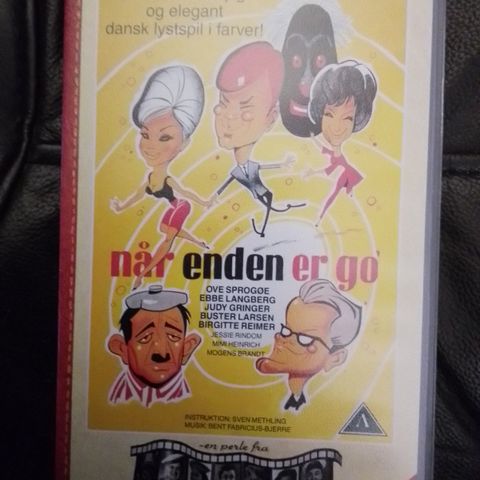 og elegant
dansk lystspil i farver!
når enden er go'
OVE SPROGØE
EBBE LANGBERG
JUDY GRINGER
BUSTER LARSEN
BIRGITTE REIMER
JESSIE RINDOM
MIMI HEINRICH
MOGENS BRANDT
INSTRUKTION: SVEN METHLING
MUSIK: BENT FABRICIUS-BJERRE
A
-en perle fra